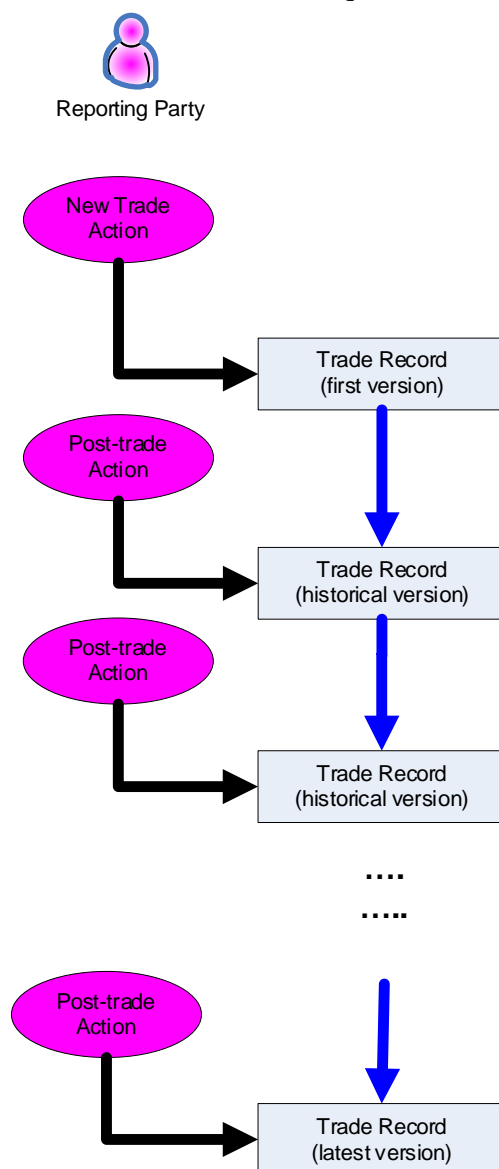 Reporting Party
New Trade
Action
Trade Record
(first version)
Post-trade
Action
Trade Record
(historical version)
Post-trade
Action
Trade Record
(historical version)
....
.....
Post-trade
Action
Trade Record
(latest version)